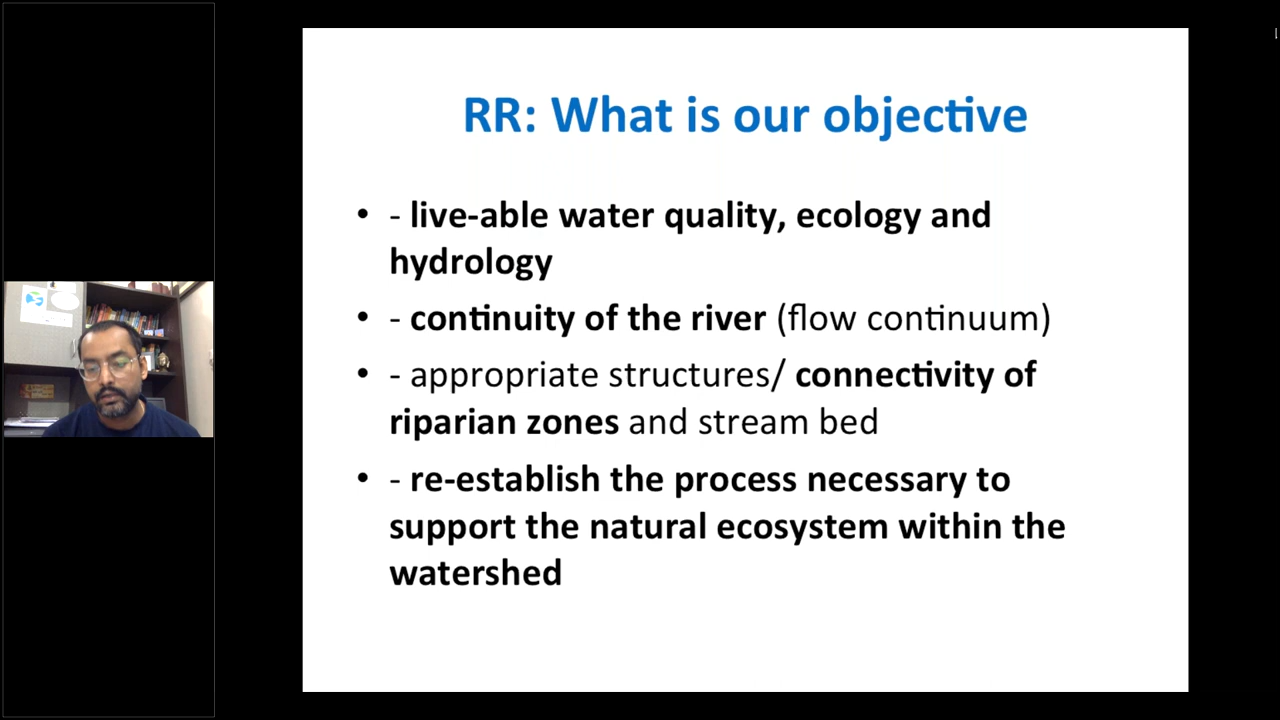 RR: What is our objective
• - live-able water quality, ecology and
hydrology
• - continuity of the river (flow continuum)
• - appropriate structures/ connectivity of
riparian zones and stream bed
• - re-establish the process necessary to
support the natural ecosystem within the
watershed